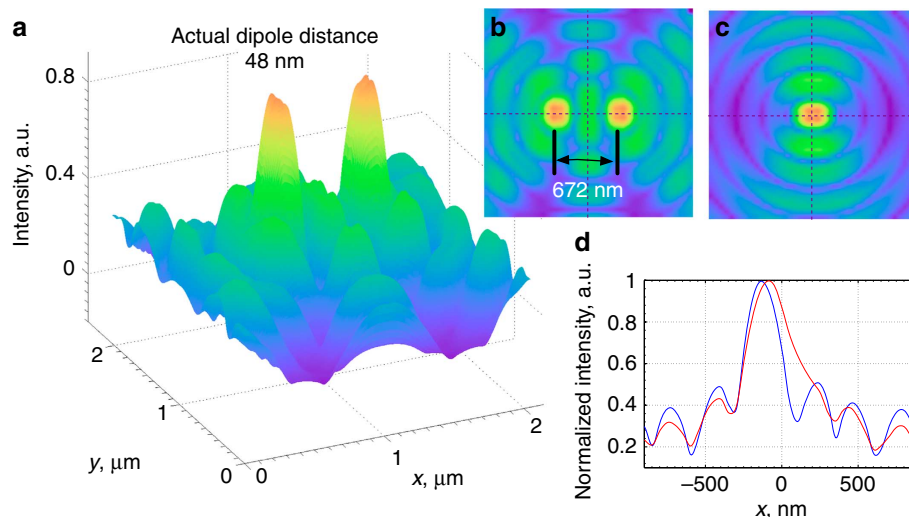 a
Actual dipole distance
48 nm
0.8
0.4
0
Intensity, a.u.
2
1
0
y, μm
0
1
2
x, μm
b
672 nm
c
d
1
0.8
0.6
0.4
0.2
Normalized intensity, a.u.
–500
0
500
x, nm